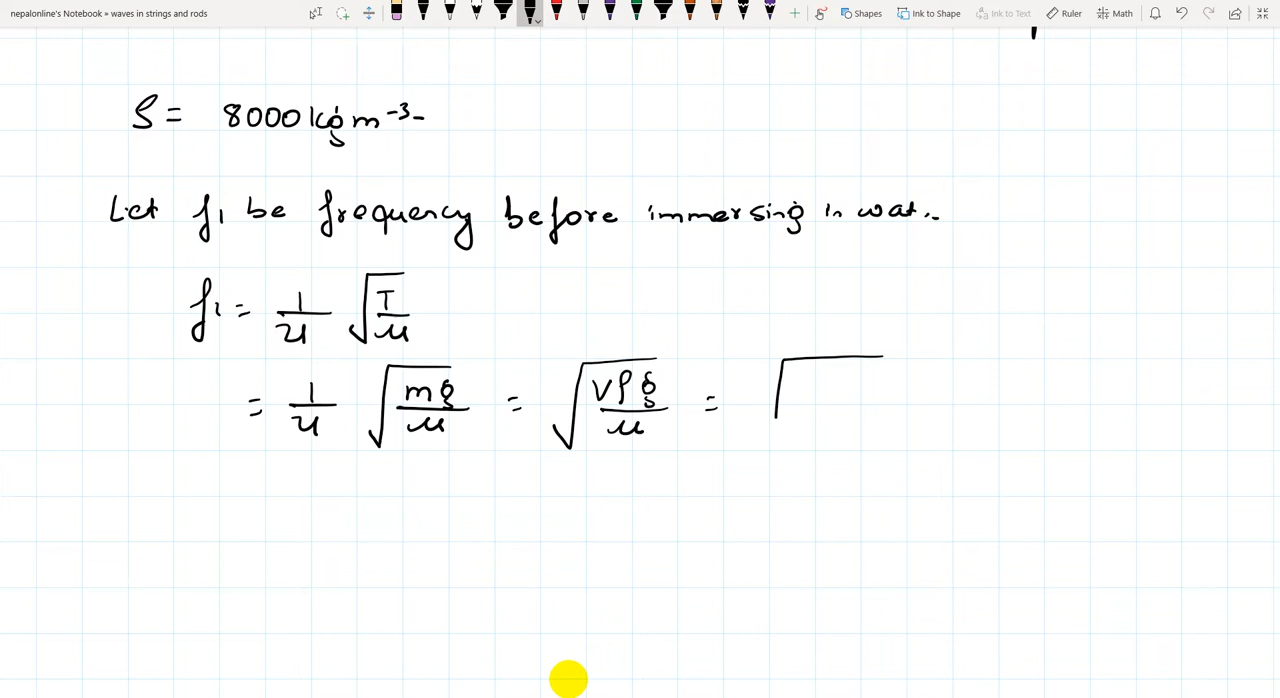 nepalonline's Notebook » waves in strings and rods
Shapes Ink to Shape Ink to Text Ruler Math
ρ = 8000 kg m⁻³
Let f₁ be frequency before immersing in wat..
f₁ = 1/2l √(T/μ)
= 1/2l √(mg/μ) = √(Vρg/μ) = √